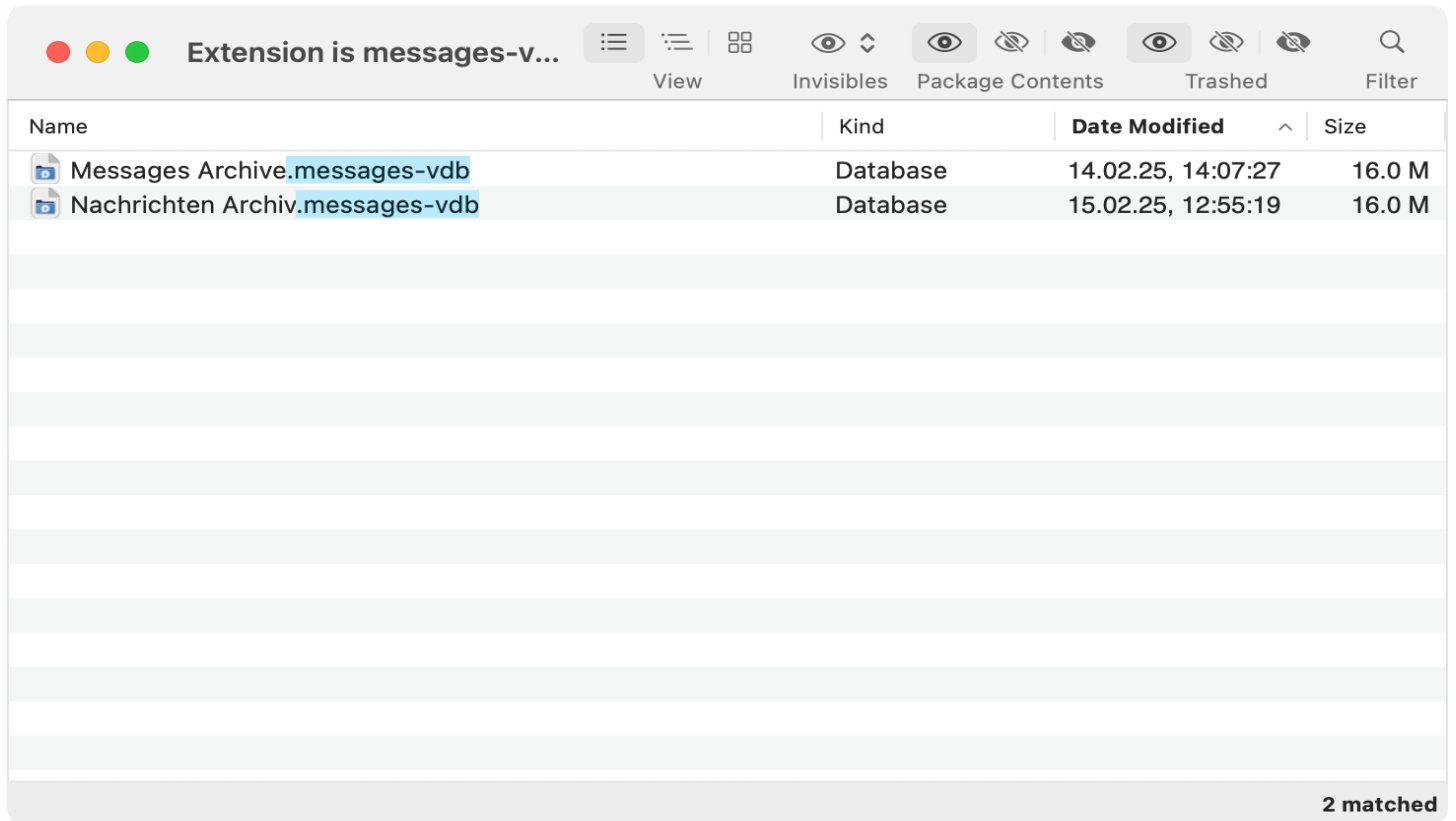 Extension is messages-v...
View
Invisibles
Package Contents
Trashed
Filter
Name Kind Date Modified Size
Messages Archive.messages-vdb Database 14.02.25, 14:07:27 16.0 M
Nachrichten Archiv.messages-vdb Database 15.02.25, 12:55:19 16.0 M
2 matched